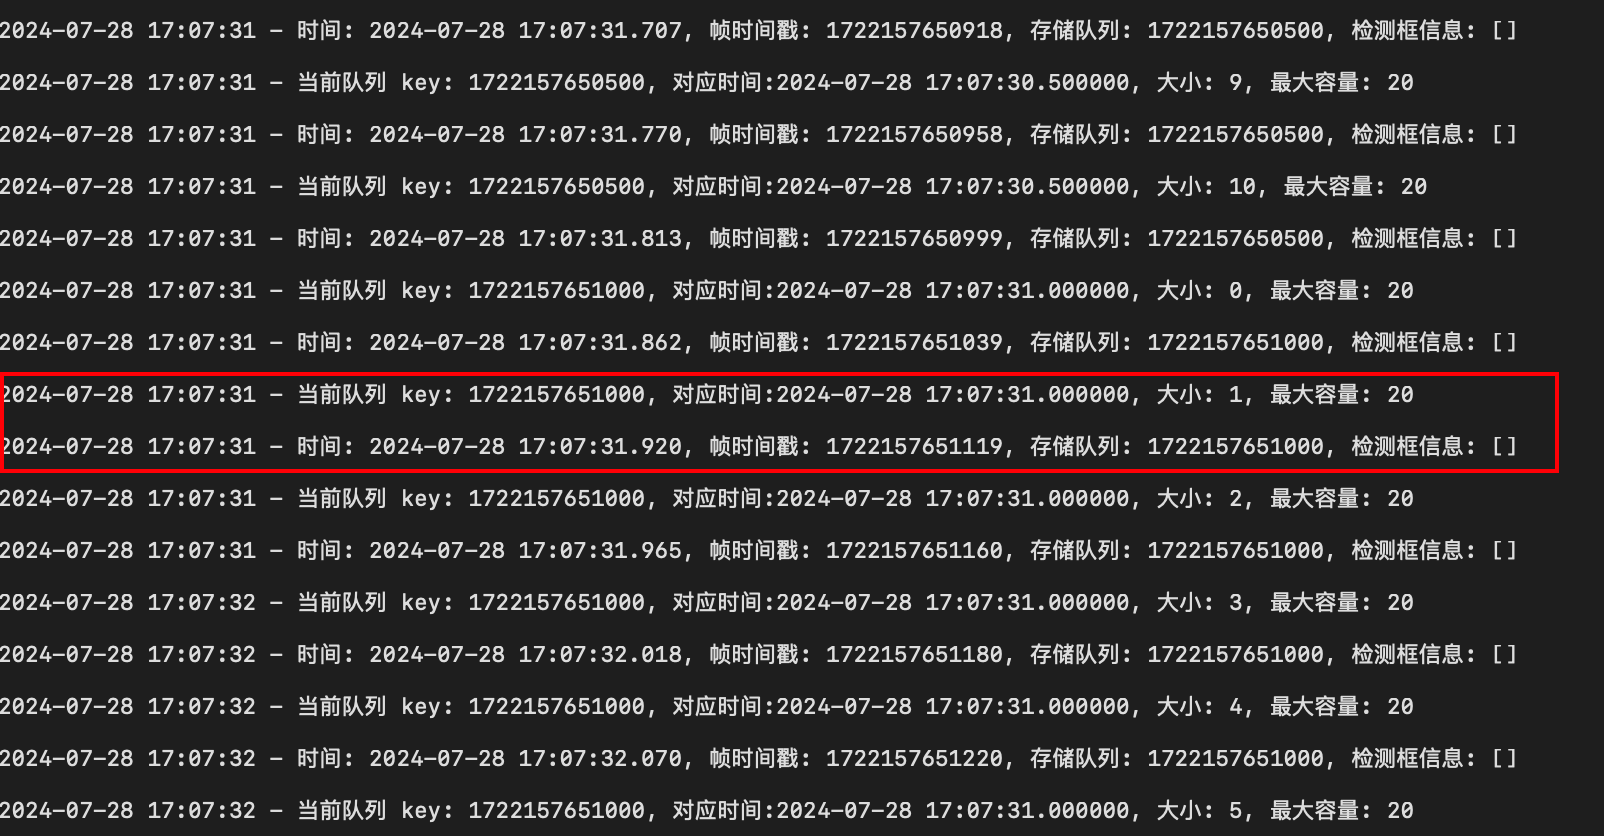 2024-07-28 17:07:31 - 时间: 2024-07-28 17:07:31.707, 帧时间戳: 1722157650918, 存储队列: 1722157650500, 检测框信息: []
2024-07-28 17:07:31 - 当前队列 key: 1722157650500, 对应时间:2024-07-28 17:07:30.500000, 大小: 9, 最大容量: 20
2024-07-28 17:07:31 - 时间: 2024-07-28 17:07:31.770, 帧时间戳: 1722157650958, 存储队列: 1722157650500, 检测框信息: []
2024-07-28 17:07:31 - 当前队列 key: 1722157650500, 对应时间:2024-07-28 17:07:30.500000, 大小: 10, 最大容量: 20
2024-07-28 17:07:31 - 时间: 2024-07-28 17:07:31.813, 帧时间戳: 1722157650999, 存储队列: 1722157650500, 检测框信息: []
2024-07-28 17:07:31 - 当前队列 key: 1722157651000, 对应时间:2024-07-28 17:07:31.000000, 大小: 0, 最大容量: 20
2024-07-28 17:07:31 - 时间: 2024-07-28 17:07:31.862, 帧时间戳: 1722157651039, 存储队列: 1722157651000, 检测框信息: []
2024-07-28 17:07:31 - 当前队列 key: 1722157651000, 对应时间:2024-07-28 17:07:31.000000, 大小: 1, 最大容量: 20
2024-07-28 17:07:31 - 时间: 2024-07-28 17:07:31.920, 帧时间戳: 1722157651119, 存储队列: 1722157651000, 检测框信息: []
2024-07-28 17:07:31 - 当前队列 key: 1722157651000, 对应时间:2024-07-28 17:07:31.000000, 大小: 2, 最大容量: 20
2024-07-28 17:07:31 - 时间: 2024-07-28 17:07:31.965, 帧时间戳: 1722157651160, 存储队列: 1722157651000, 检测框信息: []
2024-07-28 17:07:32 - 当前队列 key: 1722157651000, 对应时间:2024-07-28 17:07:31.000000, 大小: 3, 最大容量: 20
2024-07-28 17:07:32 - 时间: 2024-07-28 17:07:32.018, 帧时间戳: 1722157651180, 存储队列: 1722157651000, 检测框信息: []
2024-07-28 17:07:32 - 当前队列 key: 1722157651000, 对应时间:2024-07-28 17:07:31.000000, 大小: 4, 最大容量: 20
2024-07-28 17:07:32 - 时间: 2024-07-28 17:07:32.070, 帧时间戳: 1722157651220, 存储队列: 1722157651000, 检测框信息: []
2024-07-28 17:07:32 - 当前队列 key: 1722157651000, 对应时间:2024-07-28 17:07:31.000000, 大小: 5, 最大容量: 20